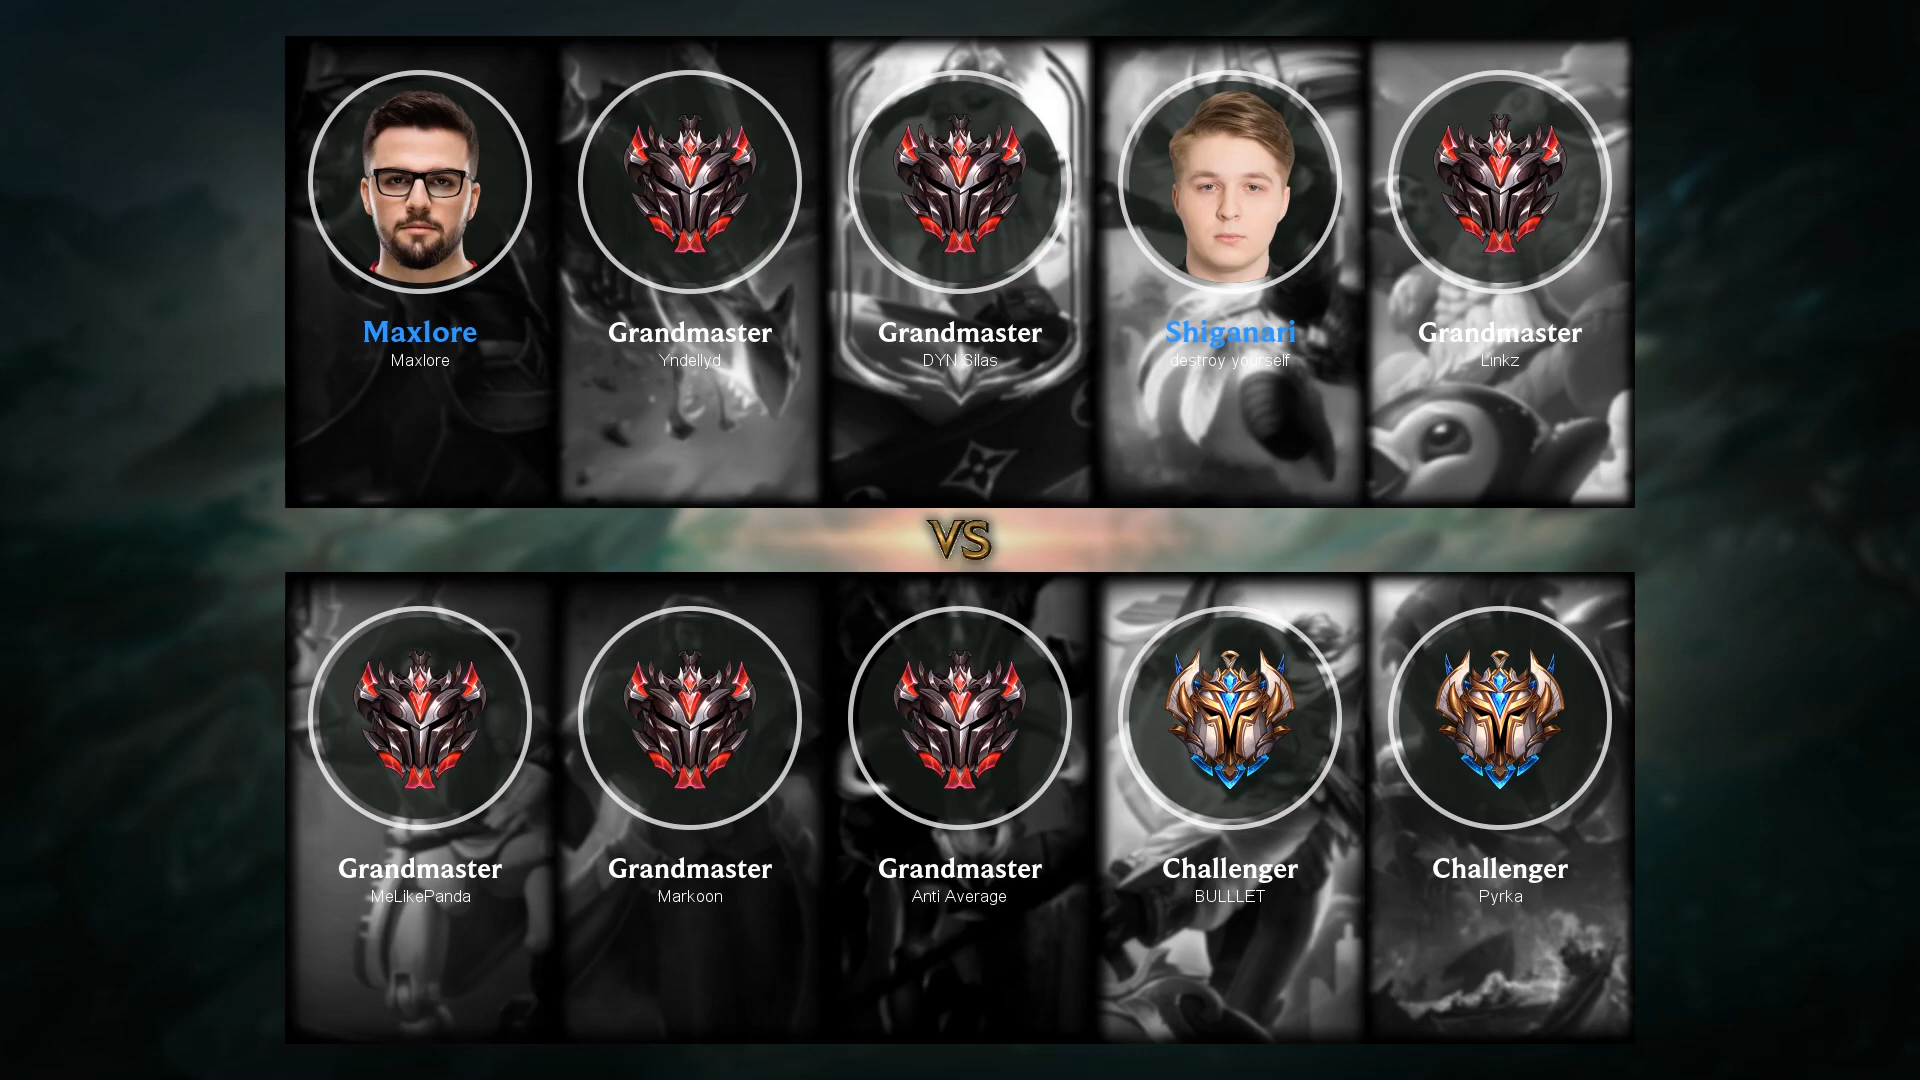 Maxlore
Maxlore
Grandmaster
Yndellyd
Grandmaster
DYN Silas
Shiganari
destroy yourself
Grandmaster
Linkz
VS
Grandmaster
MeLikePanda
Grandmaster
Markoon
Grandmaster
Anti Average
Challenger
BULLLET
Challenger
Pyrka